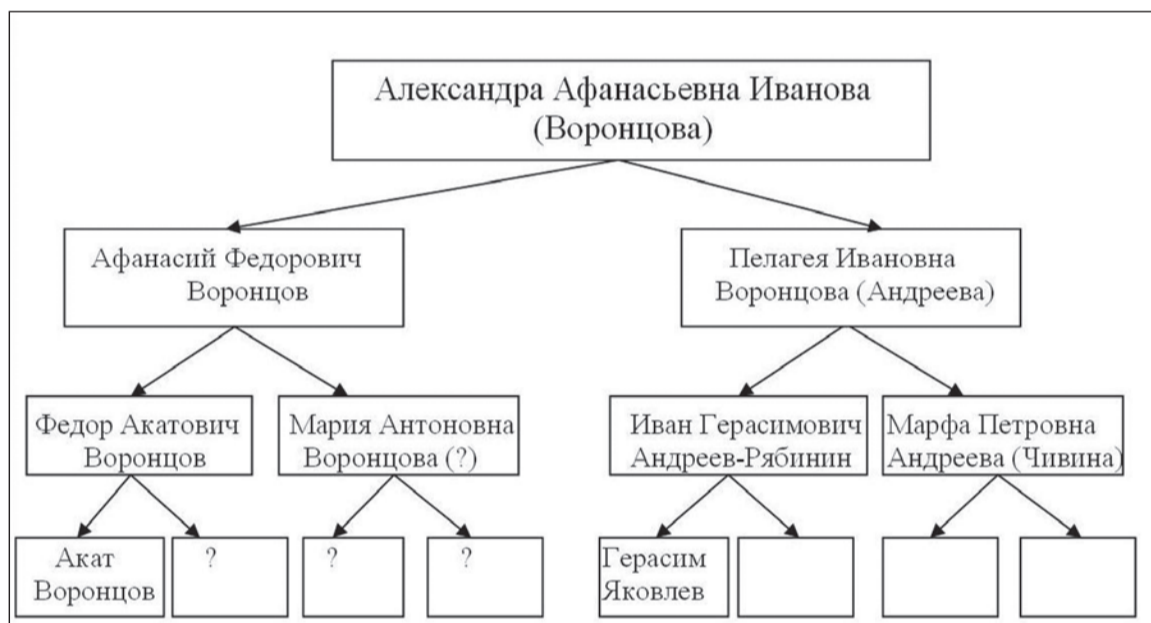 Александра Афанасьевна Иванова
(Воронцова)
Афанасий Федорович
Воронцов
Пелагея Ивановна
Воронцова (Андреева)
Федор Акатович
Воронцов
Мария Антоновна
Воронцова (?)
Иван Герасимович
Андреев-Рябинин
Марфа Петровна
Андреева (Чивина)
Акат
Воронцов
?
?
?
Герасим
Яковлев